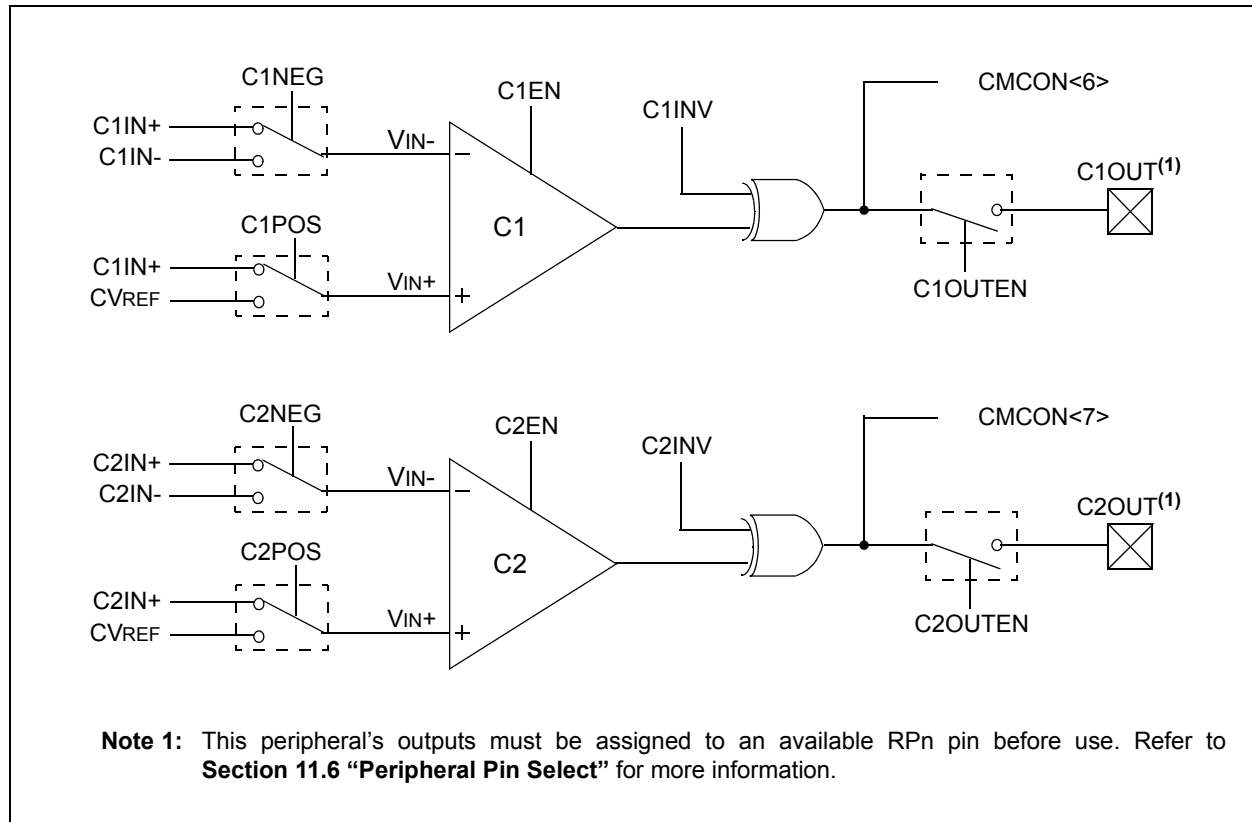 C1NEG
C1EN
CMCON<6>
C1INV
C1IN+
VIN-
C1IN-
–
C1OUT(1)
C1
C1POS
C1IN+
VIN+
CVREF
+
C1OUTEN
C2NEG
C2EN
CMCON<7>
C2INV
C2IN+
VIN-
C2IN-
–
C2OUT(1)
C2
C2POS
C2IN+
VIN+
CVREF
+
C2OUTEN
Note 1: This peripheral’s outputs must be assigned to an available RPn pin before use. Refer to
Section 11.6 “Peripheral Pin Select” for more information.